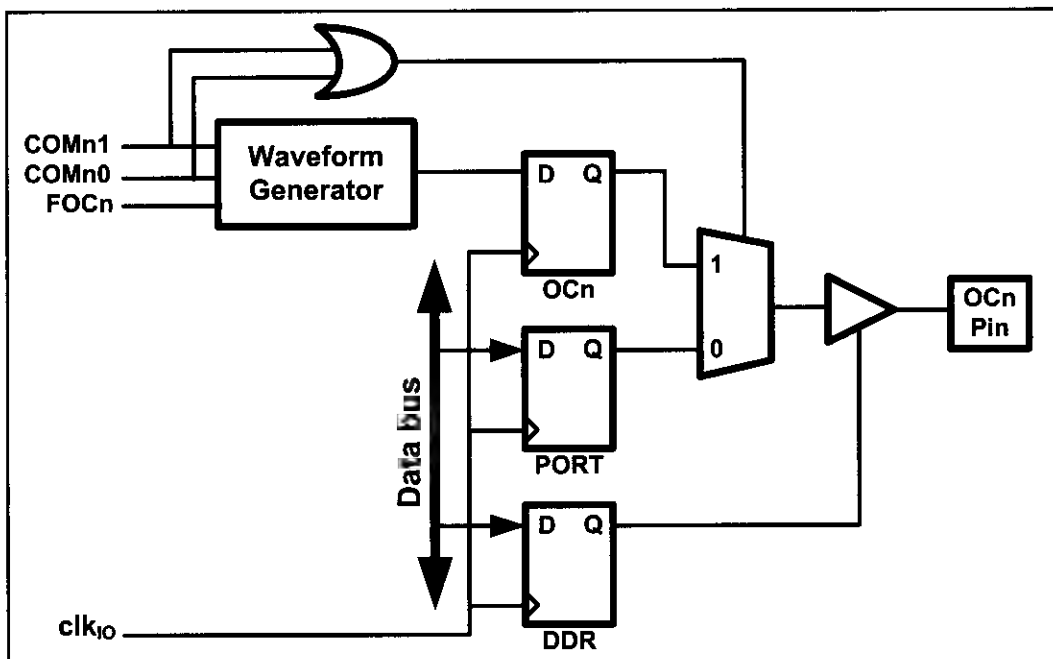 COMn1
COMn0
FOCn
Waveform
Generator
D Q
OCn
1
0
OCn
Pin
D Q
PORT
Data bus
D Q
DDR
clkIO